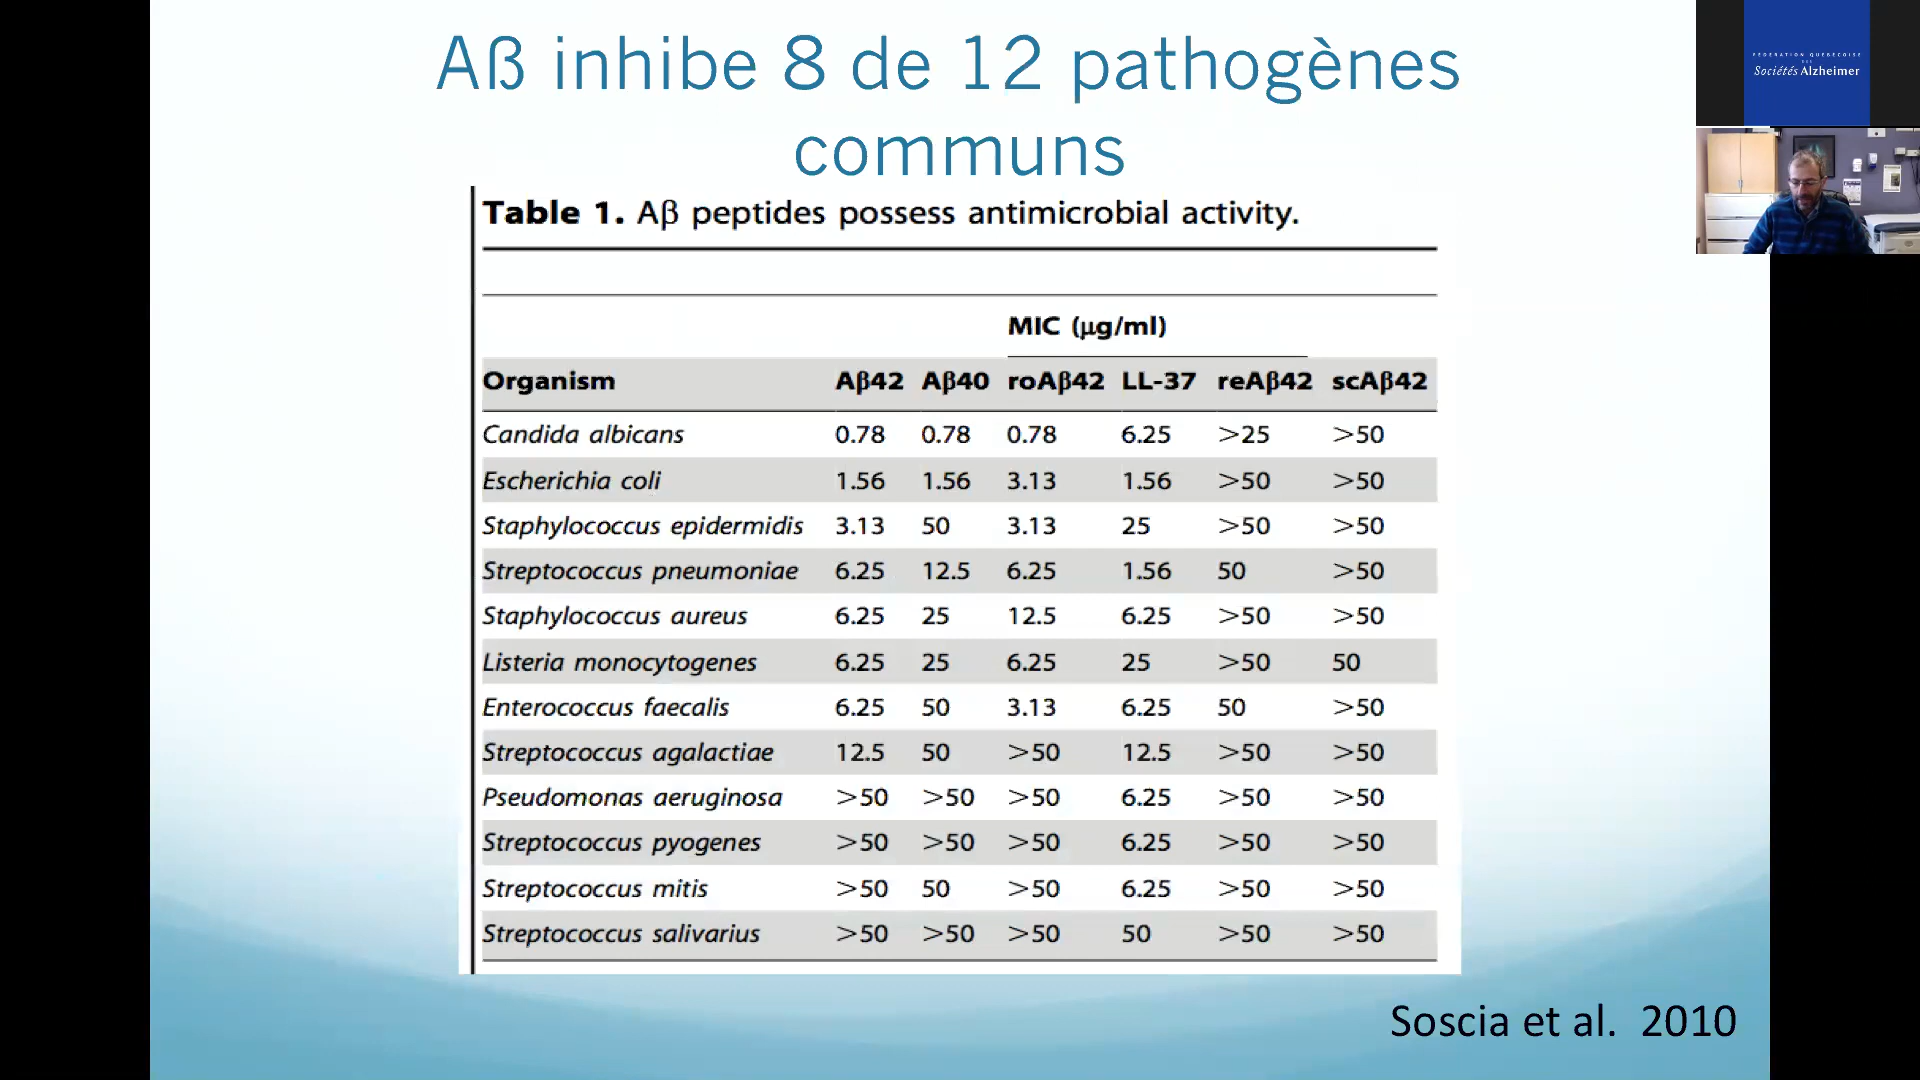 Aß inhibe 8 de 12 pathogènes
communs
FÉDÉRATION QUÉBÉCOISE
DES
Sociétés Alzheimer
Table 1. Aβ peptides possess antimicrobial activity.
MIC (μg/ml)
Organism Aβ42 Aβ40 roAβ42 LL-37 reAβ42 scAβ42
Candida albicans 0.78 0.78 0.78 6.25 >25 >50
Escherichia coli 1.56 1.56 3.13 1.56 >50 >50
Staphylococcus epidermidis 3.13 50 3.13 25 >50 >50
Streptococcus pneumoniae 6.25 12.5 6.25 1.56 50 >50
Staphylococcus aureus 6.25 25 12.5 6.25 >50 >50
Listeria monocytogenes 6.25 25 6.25 25 >50 50
Enterococcus faecalis 6.25 50 3.13 6.25 50 >50
Streptococcus agalactiae 12.5 50 >50 12.5 >50 >50
Pseudomonas aeruginosa >50 >50 >50 6.25 >50 >50
Streptococcus pyogenes >50 >50 >50 6.25 >50 >50
Streptococcus mitis >50 50 >50 6.25 >50 >50
Streptococcus salivarius >50 >50 >50 50 >50 >50
Soscia et al. 2010